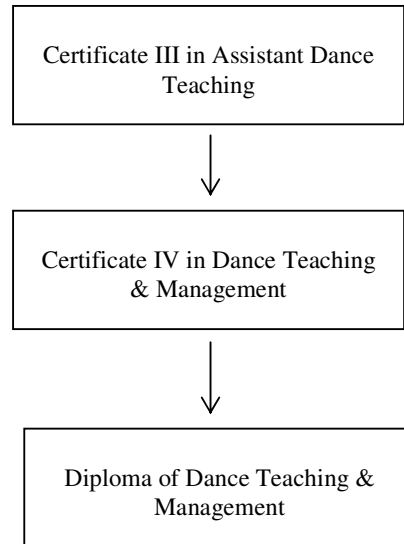 Certificate III in Assistant Dance
Teaching
Certificate IV in Dance Teaching
& Management
Diploma of Dance Teaching &
Management